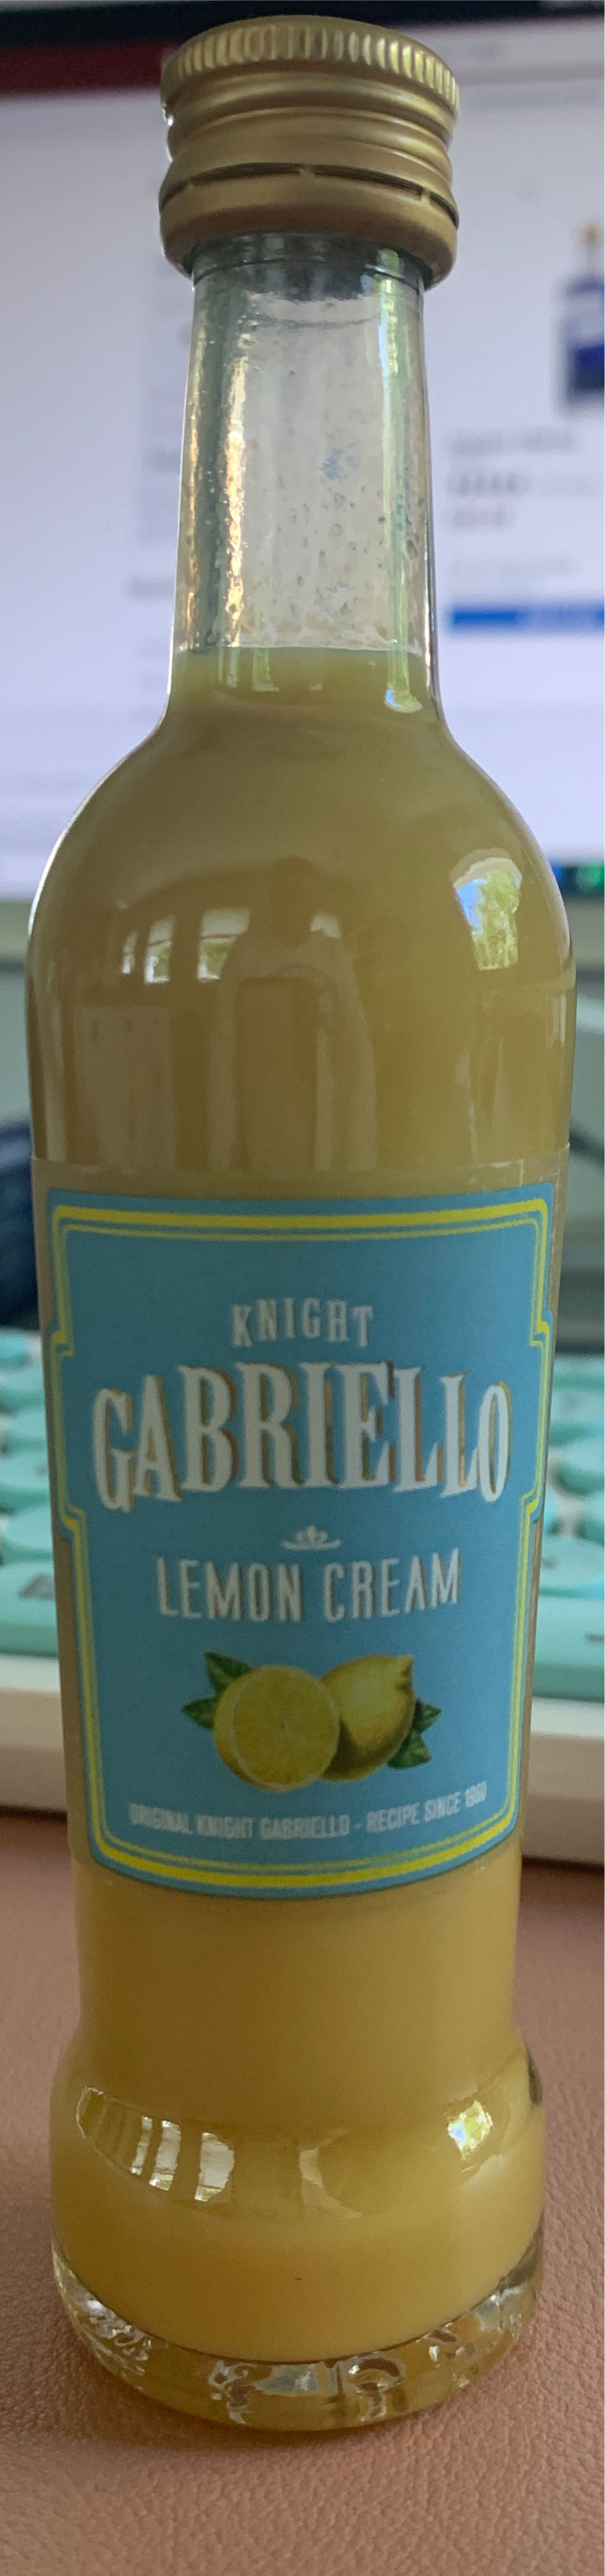 KNIGHT
GABRIELLO
LEMON CREAM
ORIGINAL KNIGHT GABRIELLO - RECIPE SINCE 1860